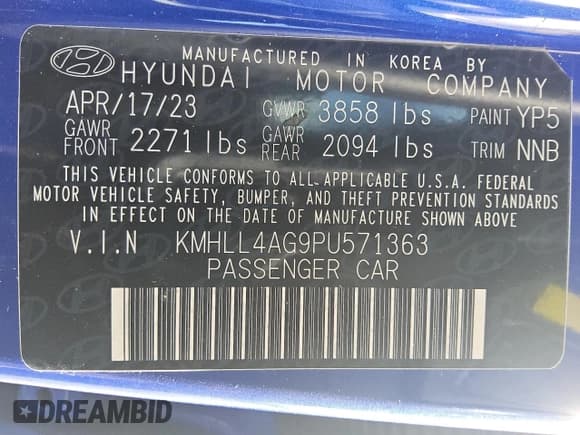 MANUFACTURED IN KOREA BY
HYUNDAI MOTOR COMPANY
APR/17/23 GVWR 3858 lbs PAINT YP5
GAWR FRONT 2271 lbs GAWR REAR 2094 lbs TRIM NNB
THIS VEHICLE CONFORMS TO ALL APPLICABLE U.S.A. FEDERAL
MOTOR VEHICLE SAFETY, BUMPER, AND THEFT PREVENTION STANDARDS
IN EFFECT ON THE DATE OF MANUFACTURE SHOWN ABOVE
V.I.N KMHLL4AG9PU571363
PASSENGER CAR
DREAMBID